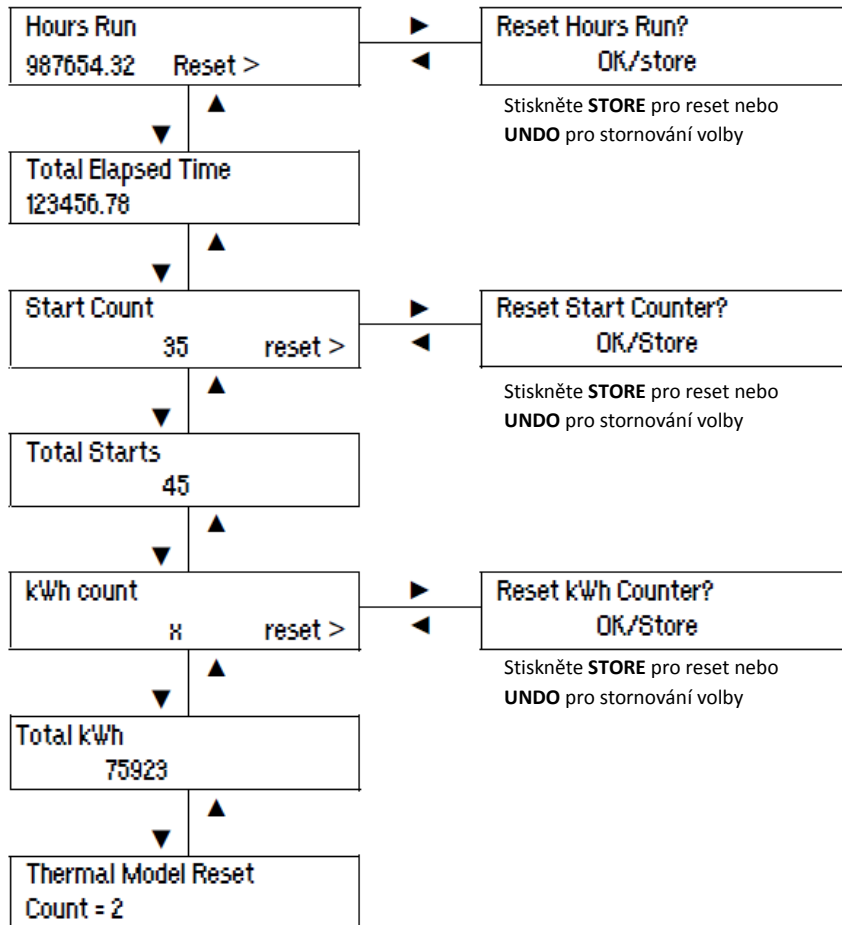 Hours Run
987654.32 Reset >
Reset Hours Run?
OK/store
Stiskněte STORE pro reset nebo
UNDO pro stornování volby
Total Elapsed Time
123456.78
Start Count
35 reset >
Reset Start Counter?
OK/Store
Stiskněte STORE pro reset nebo
UNDO pro stornování volby
Total Starts
45
kWh count
x reset >
Reset kWh Counter?
OK/Store
Stiskněte STORE pro reset nebo
UNDO pro stornování volby
Total kWh
75923
Thermal Model Reset
Count = 2